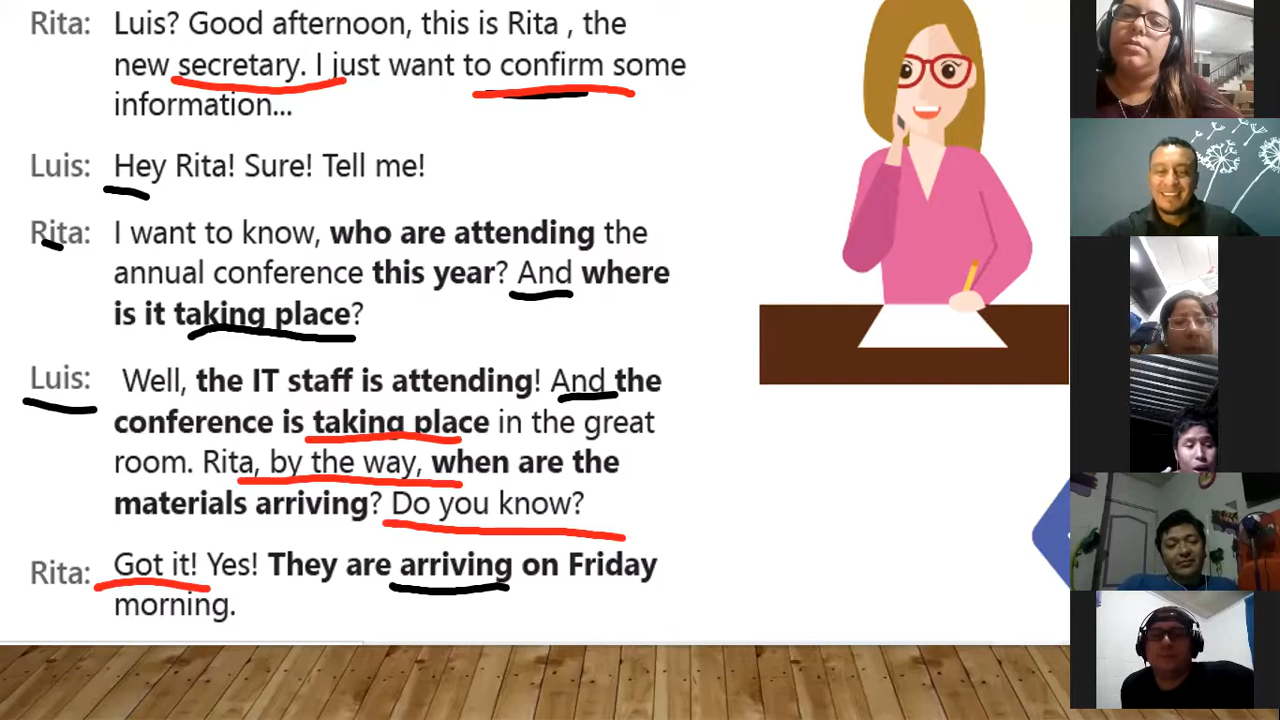 Rita: Luis? Good afternoon, this is Rita , the
new secretary. I just want to confirm some
information...
Luis: Hey Rita! Sure! Tell me!
Rita: I want to know, who are attending the
annual conference this year? And where
is it taking place?
Luis: Well, the IT staff is attending! And the
conference is taking place in the great
room. Rita, by the way, when are the
materials arriving? Do you know?
Rita: Got it! Yes! They are arriving on Friday
morning.